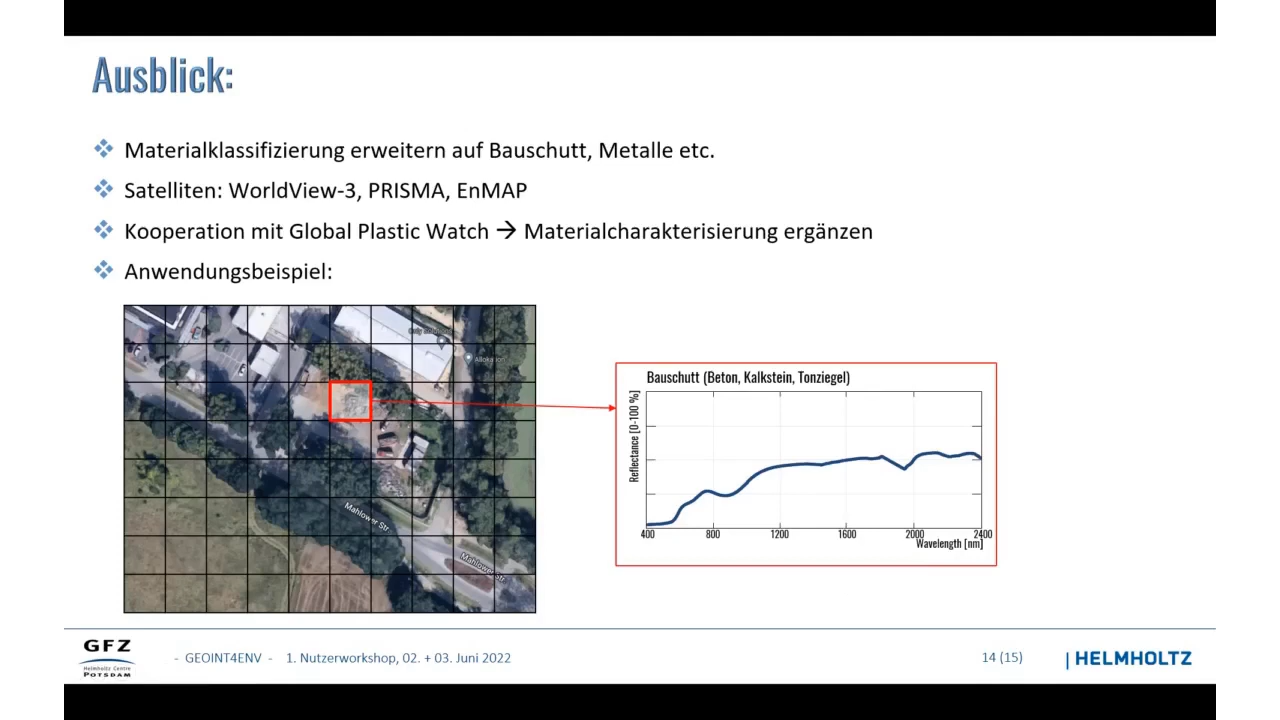 Ausblick:
Materialklassifizierung erweitern auf Bauschutt, Metalle etc.
Satelliten: WorldView-3, PRISMA, EnMAP
Kooperation mit Global Plastic Watch → Materialcharakterisierung ergänzen
Anwendungsbeispiel:
Mahlower Str
Mahlower Str
Bauschutt (Beton, Kalkstein, Tonziegel)
Reflectance [0-100 %]
400 800 1200 1600 2000 2400
Wavelength [nm]
GFZ
Helmholtz Centre
POTSDAM
- GEOINT4ENV - 1. Nutzerworkshop, 02. + 03. Juni 2022
14 (15)
HELMHOLTZ